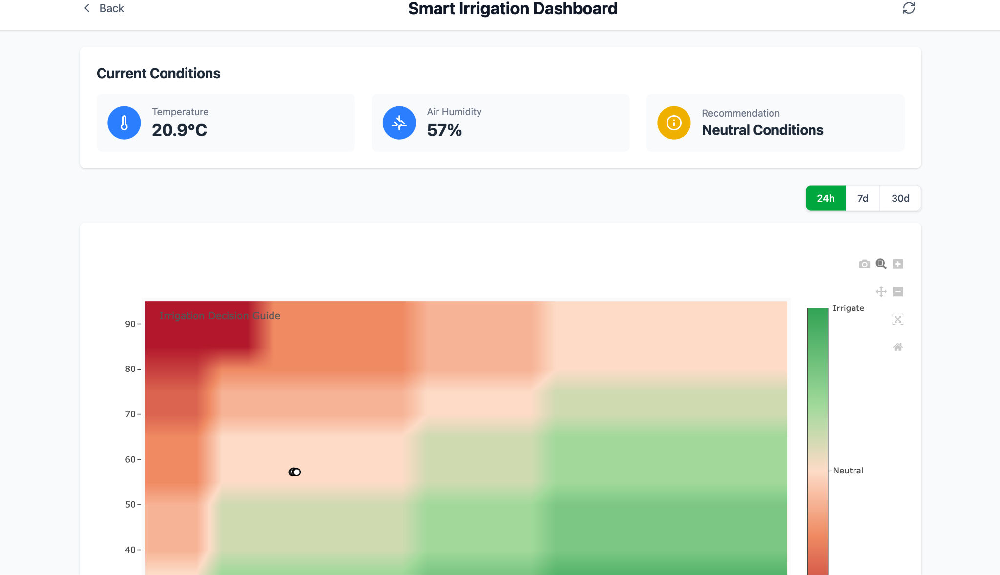 Back
Smart Irrigation Dashboard
Current Conditions
Temperature
20.9°C
Air Humidity
57%
Recommendation
Neutral Conditions
24h
7d
30d
Irrigation Decision Guide
90
80
70
60
50
40
Irrigate
Neutral